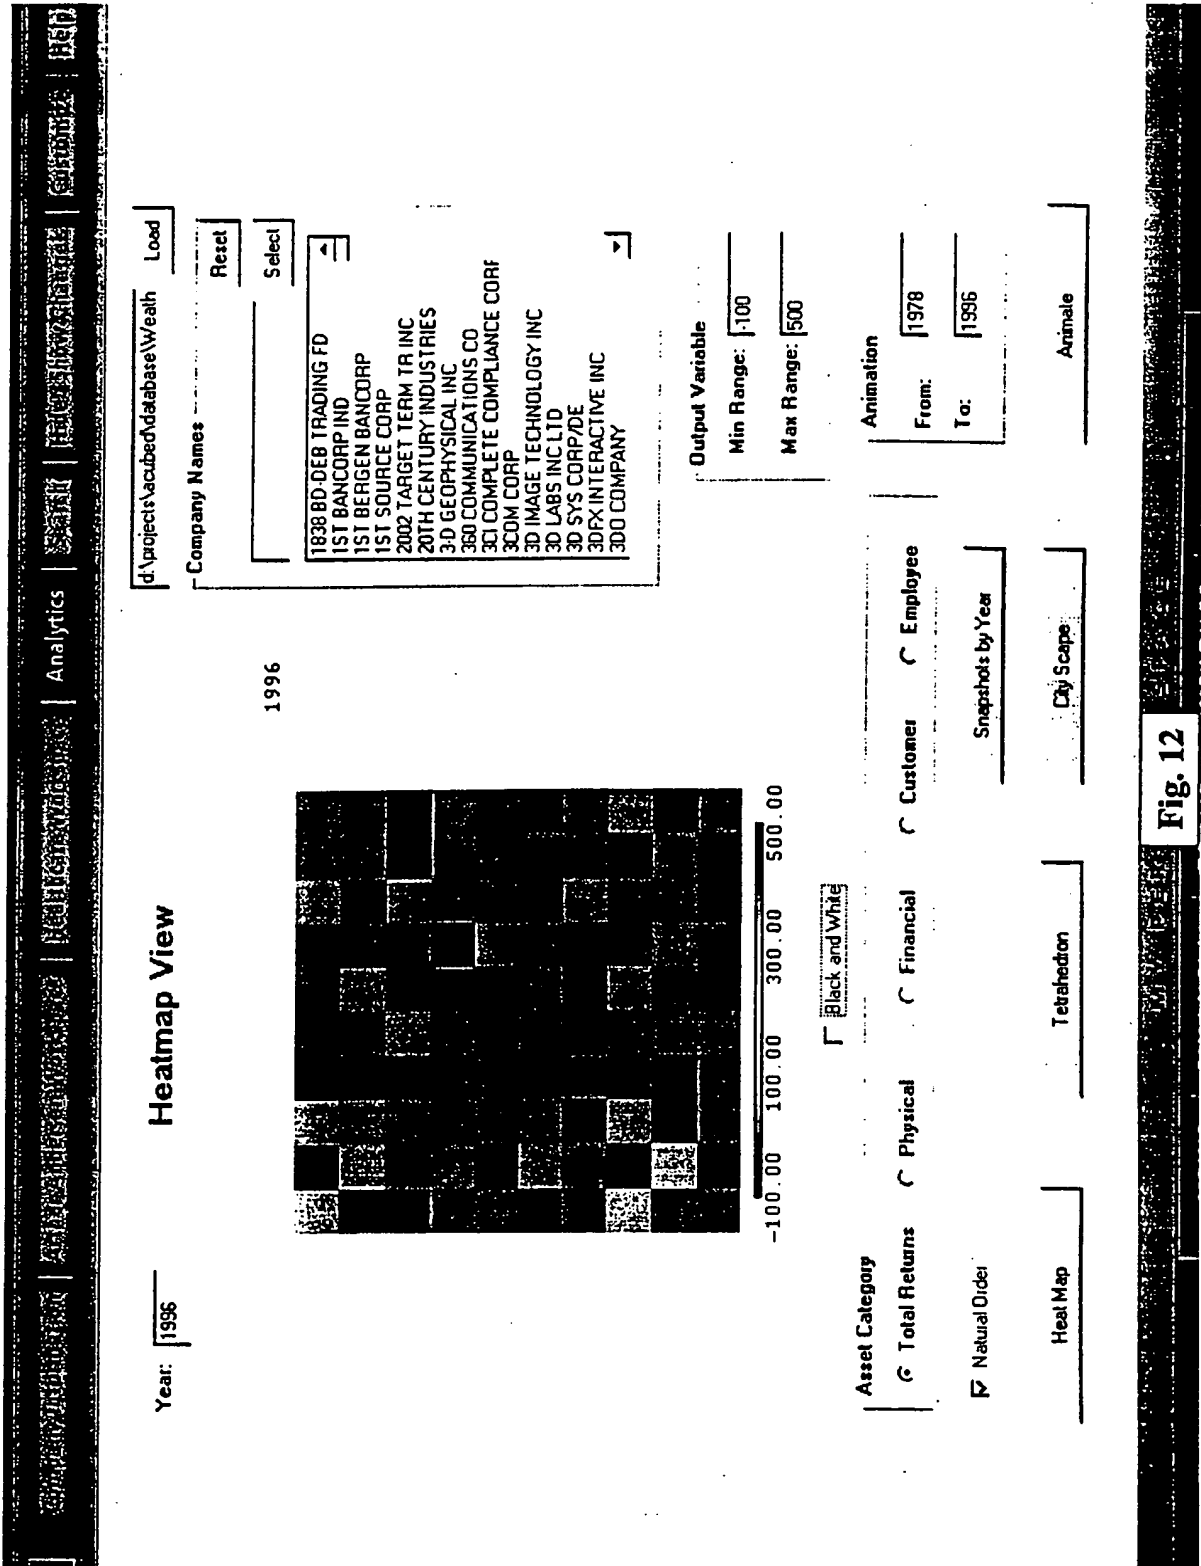 Analytics
Search
Help
Year: 1996
Heatmap View
1996
-100.00 100.00 300.00 500.00
Black and White
d:\projects\acubed\database\Weath
Load
Company Names
Reset
Select
1838 BD-DEB TRADING FD
1ST BANCORP IND
1ST BERGEN BANCORP
1ST SOURCE CORP
2002 TARGET TERM TR INC
20TH CENTURY INDUSTRIES
3-D GEOPHYSICAL INC
360 COMMUNICATIONS CO
3CI COMPLETE COMPLIANCE CORF
3COM CORP
3D IMAGE TECHNOLOGY INC
3D LABS INC LTD
3D SYS CORP/DE
3DFX INTERACTIVE INC
3DO COMPANY
Output Variable
Min Range: -100
Max Range: 500
Asset Category
Total Returns
Physical
Financial
Customer
Employee
Animation
From: 1978
To: 1996
Natural Order
Snapshots by Year
Heat Map
Tetrahedron
City Scape
Animate
Fig. 12